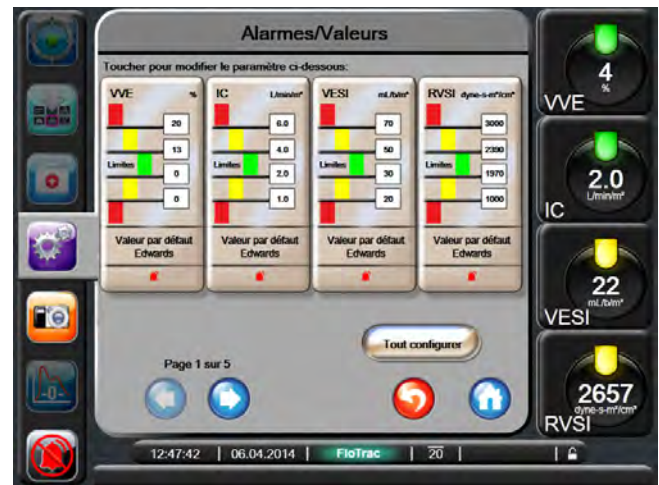 Alarmes/Valeurs
Toucher pour modifier le paramètre ci-dessous:
VVE %
20
13
Limites
0
0
Valeur par défaut
Edwards
IC L/min/m²
6.0
4.0
Limites
2.0
1.0
Valeur par défaut
Edwards
VESI mL/b/m²
70
50
Limites
30
20
Valeur par défaut
Edwards
RVSI dyne-s-m²/cm⁵
3000
2390
Limites
1970
1000
Valeur par défaut
Edwards
Tout configurer
Page 1 sur 5
4
%
VVE
2.0
L/min/m²
IC
22
mL/b/m²
VESI
2657
dyne-s-m²/cm⁵
RVSI
-0-
12:47:42 | 06.04.2014 | FloTrac | 20 | |